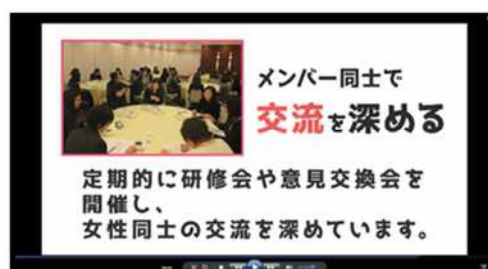 メンバー同士で
交流を深める
定期的に研修会や意見交換会を
開催し、
女性同士の交流を深めています。